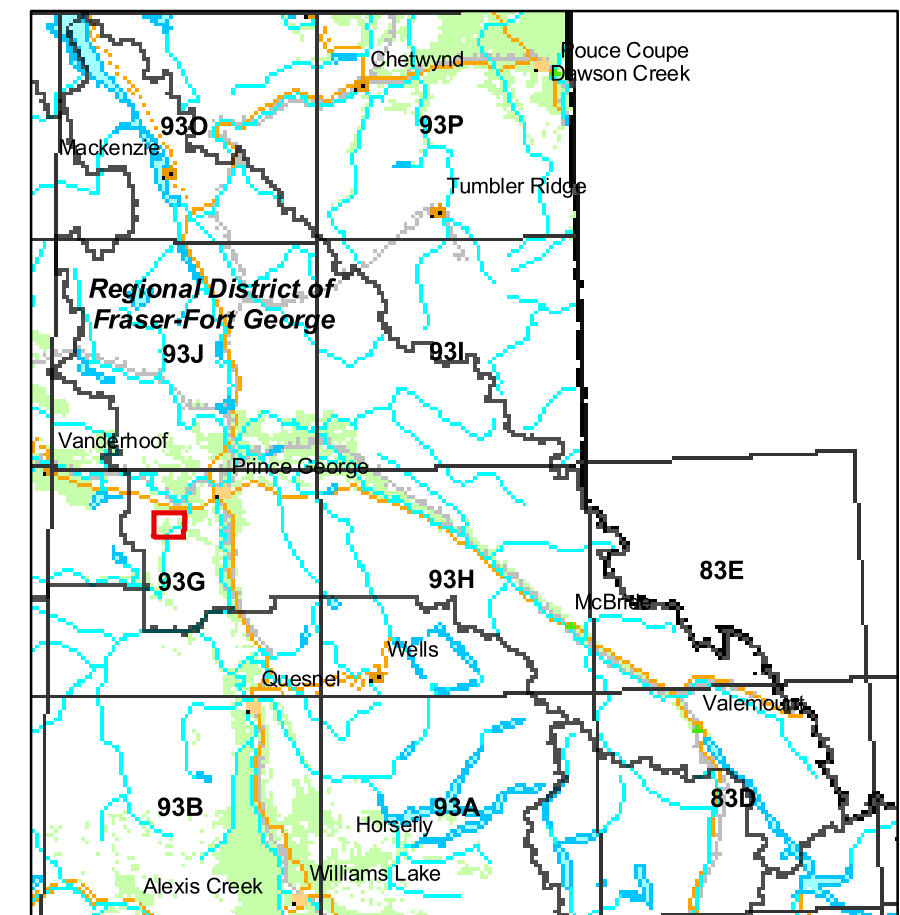 Pouce Coupe
Chetwynd
Dawson Creek
93O
93P
Mackenzie
Tumbler Ridge
Regional District of
Fraser-Fort George
93J
93I
Vanderhoof
Prince George
93G
93H
83E
McBride
Wells
Quesnel
Valemount
93B
93A
83D
Horsefly
Williams Lake
Alexis Creek